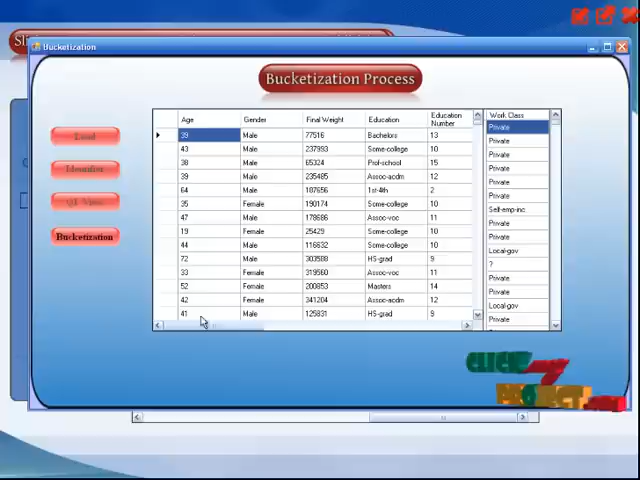 Bucketization
Bucketization Process
Load
Identifier
QI View
Bucketization
Age Gender Final Weight Education Education Number Work Class
39 Male 77516 Bachelors 13 Private
43 Male 237993 Some-college 10 Private
38 Male 65324 Prof-school 15 Private
39 Male 235485 Assoc-acdm 12 Private
64 Male 187656 1st-4th 2 Private
35 Female 190174 Some-college 10 Private
47 Male 178686 Assoc-voc 11 Self-emp-inc
19 Female 25429 Some-college 10 Private
44 Male 116632 Some-college 10 Private
72 Male 303588 HS-grad 9 Local-gov
33 Female 319560 Assoc-voc 11 ?
52 Female 200853 Masters 14 Private
42 Female 341204 Assoc-acdm 12 Private
41 Male 125831 HS-grad 9 Local-gov
Private
CLICK
PROJECT.com